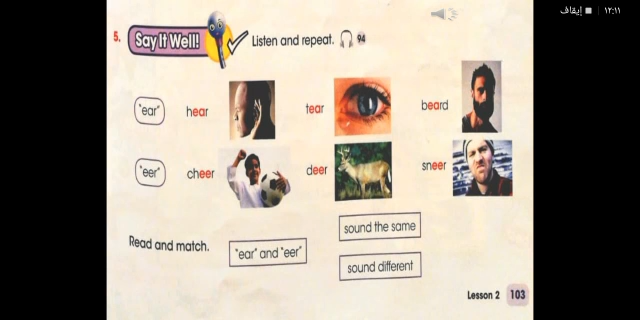 إيقاف ■ | ١٢:١١
5. Say It Well! Listen and repeat. 94
"ear" hear tear beard
"eer" cheer deer sneer
Read and match. "ear" and "eer" sound the same
sound different
Lesson 2 103